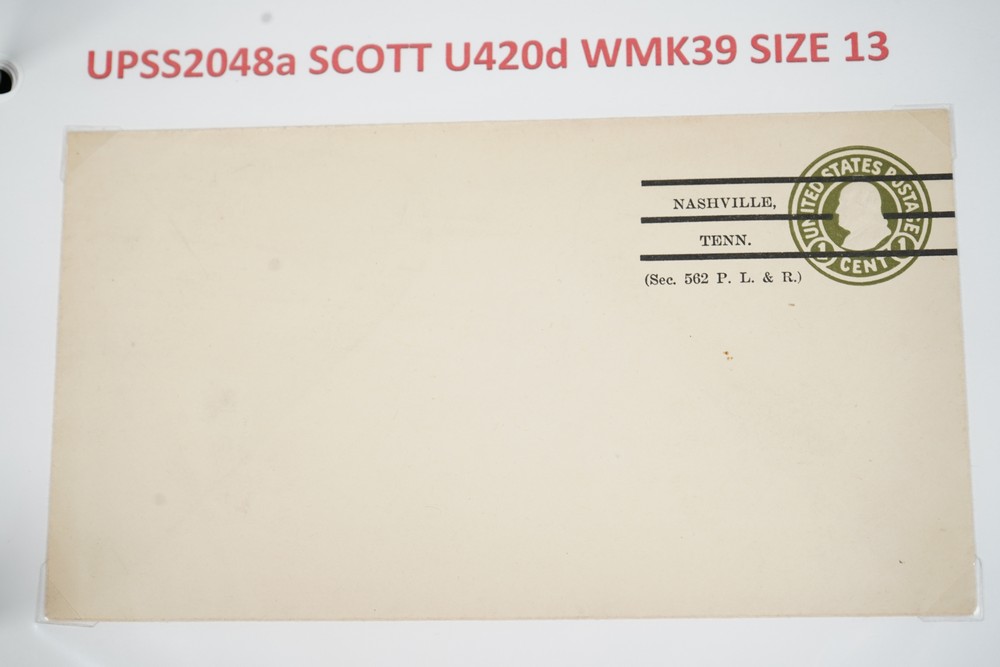 UPSS2048a SCOTT U420d WMK39 SIZE 13
UNITED STATES POSTAGE
NASHVILLE,
TENN.
1 CENT 1
(Sec. 562 P. L. & R.)